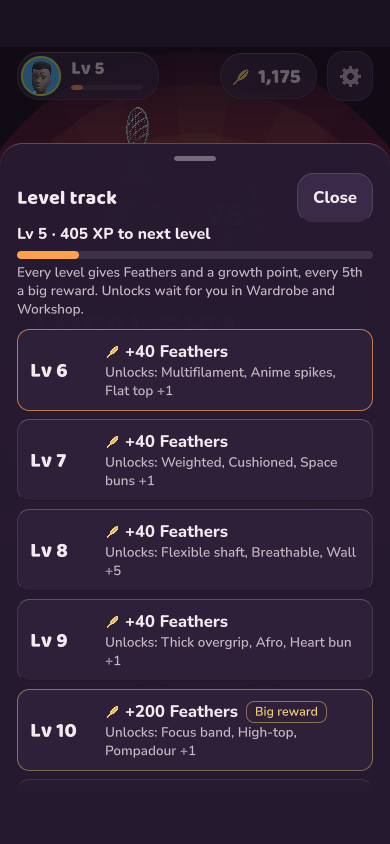 Lv 5
1,175
Level track
Close
Lv 5 · 405 XP to next level
Every level gives Feathers and a growth point, every 5th
a big reward. Unlocks wait for you in Wardrobe and
Workshop.
Lv 6
+40 Feathers
Unlocks: Multifilament, Anime spikes,
Flat top +1
Lv 7
+40 Feathers
Unlocks: Weighted, Cushioned, Space
buns +1
Lv 8
+40 Feathers
Unlocks: Flexible shaft, Breathable, Wall
+5
Lv 9
+40 Feathers
Unlocks: Thick overgrip, Afro, Heart bun
+1
Lv 10
+200 Feathers
Big reward
Unlocks: Focus band, High-top,
Pompadour +1